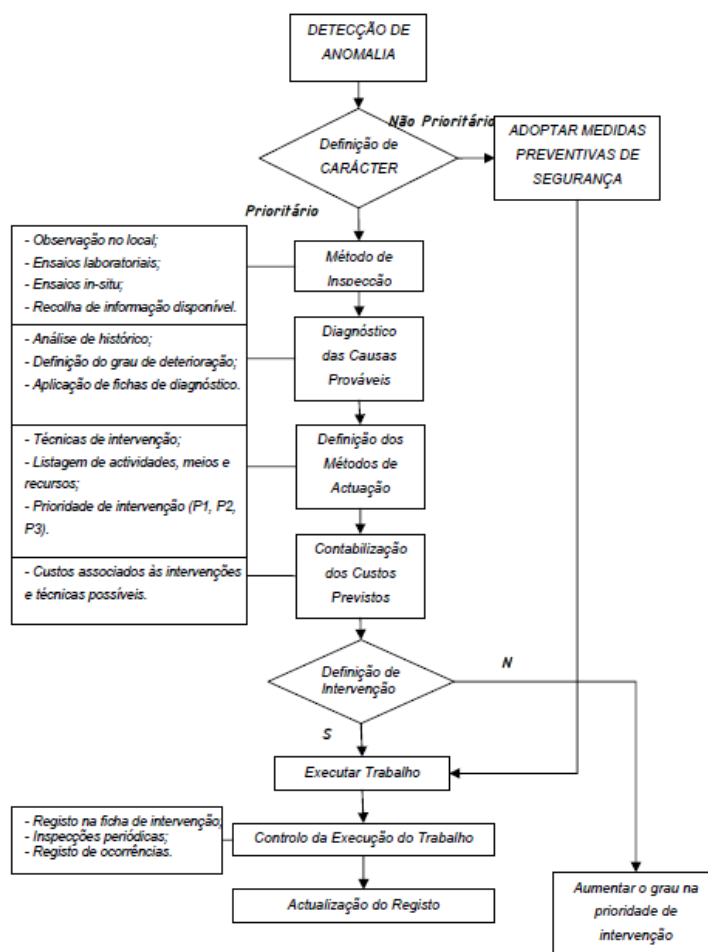 DETECÇÃO DE
ANOMALIA
Não Prioritário
ADOPTAR MEDIDAS
PREVENTIVAS DE
SEGURANÇA
Definição de
CARÁCTER
Prioritário
- Observação no local;
- Ensaios laboratoriais;
- Ensaios in-situ;
- Recolha de informação disponível.
Método de
Inspecção
- Análise de histórico;
- Definição do grau de deterioração;
- Aplicação de fichas de diagnóstico.
Diagnóstico
das Causas
Prováveis
- Técnicas de intervenção;
- Listagem de actividades, meios e
recursos;
- Prioridade de intervenção (P1, P2,
P3).
Definição dos
Métodos de
Actuação
- Custos associados às intervenções
e técnicas possíveis.
Contabilização
dos Custos
Previstos
Definição de
Intervenção
N
S
Executar Trabalho
- Registo na ficha de intervenção;
- Inspecções periódicas;
- Registo de ocorrências.
Controlo da Execução do Trabalho
Actualização do Registo
Aumentar o grau na
prioridade de
intervenção